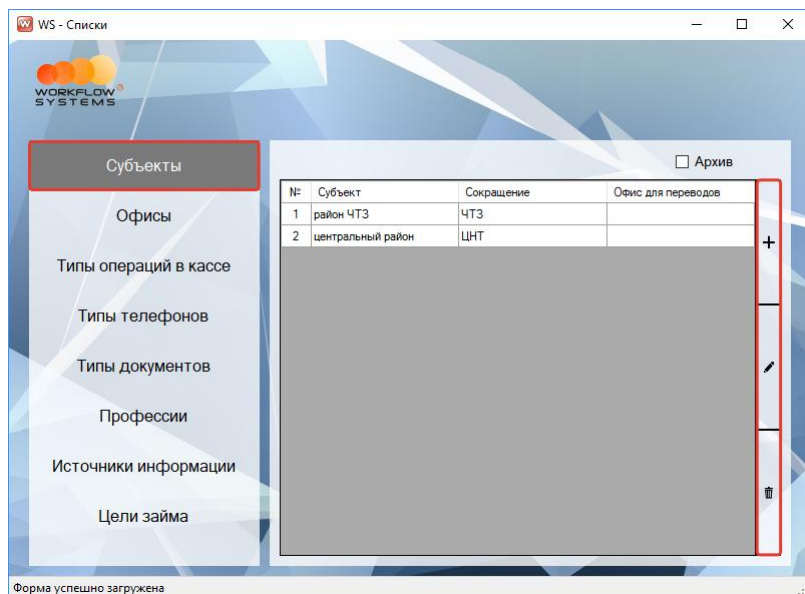 WS - Списки
WORKFLOW
SYSTEMS
Субъекты
Офисы
Типы операций в кассе
Типы телефонов
Типы документов
Профессии
Источники информации
Цели займа
Архив
№ Субъект Сокращение Офис для переводов
1 район ЧТЗ ЧТЗ
2 центральный район ЦНТ
Форма успешно загружена